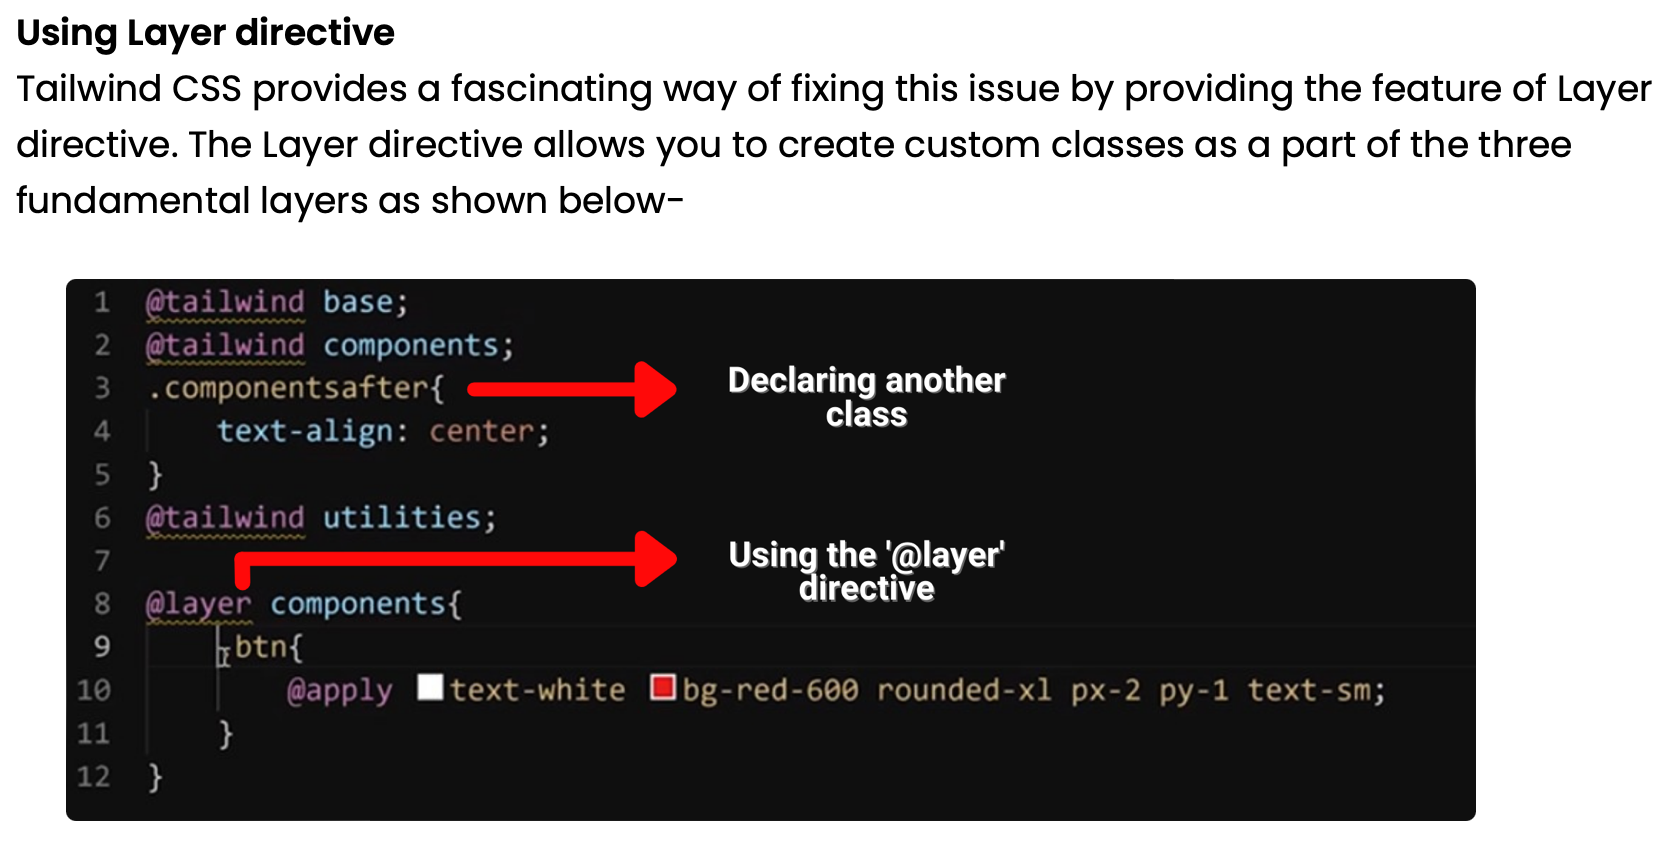 Using Layer directive
Tailwind CSS provides a fascinating way of fixing this issue by providing the feature of Layer
directive. The Layer directive allows you to create custom classes as a part of the three
fundamental layers as shown below-
1 @tailwind base;
2 @tailwind components;
3 .componentsafter{
Declaring another
class
4 text-align: center;
5 }
6 @tailwind utilities;
7
Using the '@layer'
directive
8 @layer components{
9 .btn{
10 @apply text-white bg-red-600 rounded-xl px-2 py-1 text-sm;
11 }
12 }